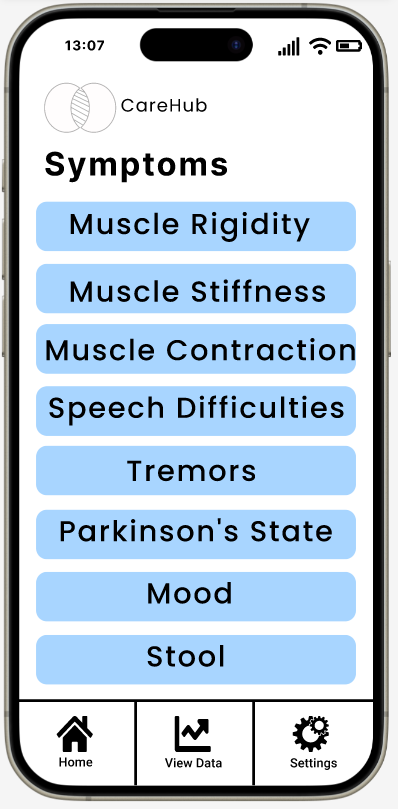 13:07
CareHub
Symptoms
Muscle Rigidity
Muscle Stiffness
Muscle Contraction
Speech Difficulties
Tremors
Parkinson's State
Mood
Stool
Home
View Data
Settings